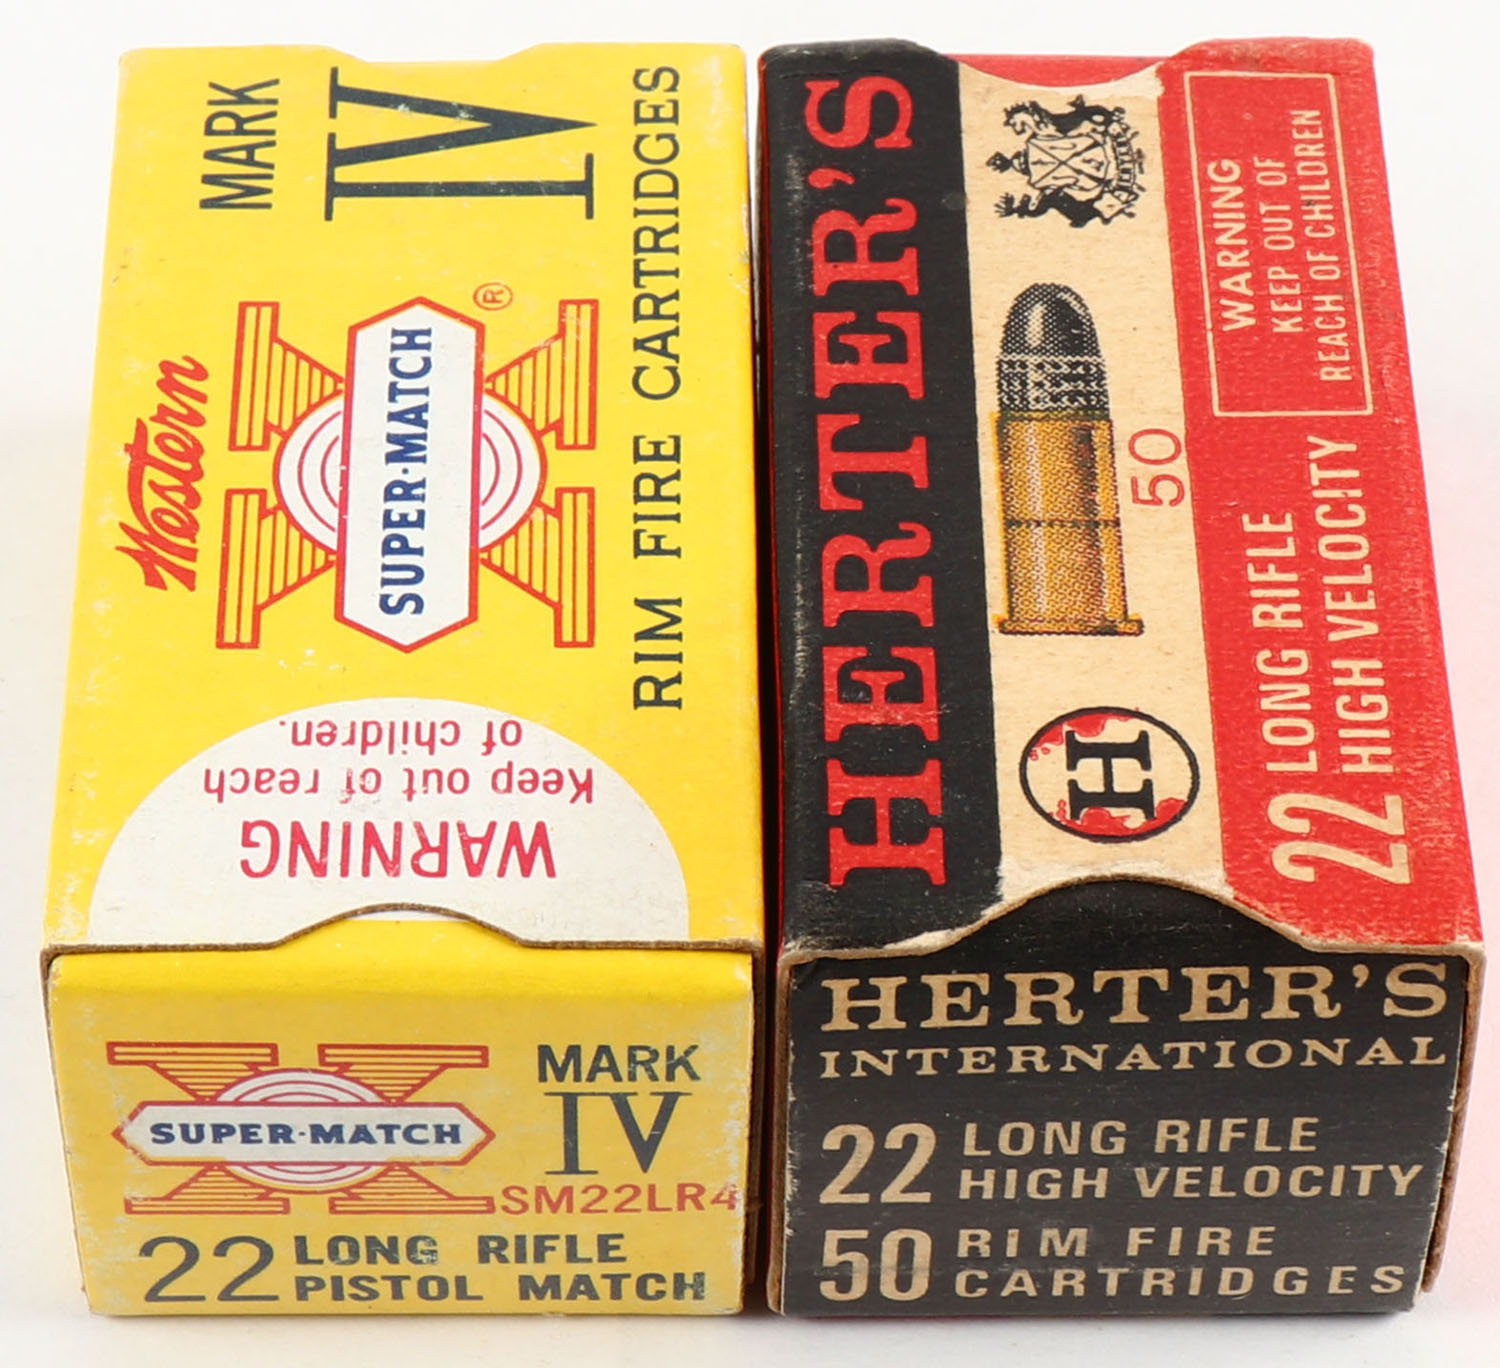 MARK
IV
RIM FIRE CARTRIDGES
Western
SUPER·MATCH
®
WARNING
Keep out of reach
of children.
SUPER·MATCH
MARK
IV
SM22LR4
22 LONG RIFLE
PISTOL MATCH
HERTER'S
50
H
WARNING
KEEP OUT OF
REACH OF CHILDREN
22 LONG RIFLE
HIGH VELOCITY
HERTER'S
INTERNATIONAL
22 LONG RIFLE
HIGH VELOCITY
50 RIM FIRE
CARTRIDGES